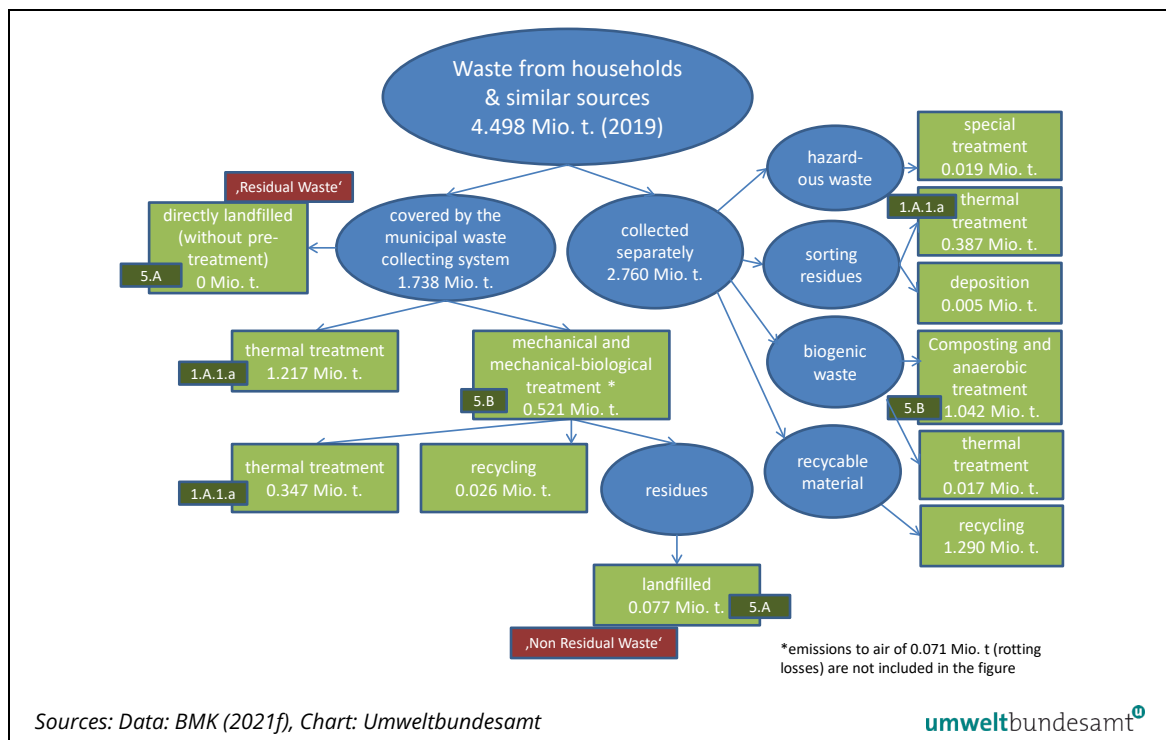 Waste from households
& similar sources
4.498 Mio. t. (2019)
‚Residual Waste‘
directly landfilled
(without pre-
treatment)
0 Mio. t.
5.A
covered by the
municipal waste
collecting system
1.738 Mio. t.
collected
separately
2.760 Mio. t.
hazard-
ous waste
special
treatment
0.019 Mio. t.
sorting
residues
1.A.1.a
thermal
treatment
0.387 Mio. t.
deposition
0.005 Mio. t.
biogenic
waste
Composting and
anaerobic
treatment
1.042 Mio. t.
5.B
thermal
treatment
0.017 Mio. t.
recycable
material
recycling
1.290 Mio. t.
thermal treatment
1.217 Mio. t.
1.A.1.a
mechanical and
mechanical-biological
treatment *
0.521 Mio. t.
5.B
thermal treatment
0.347 Mio. t.
1.A.1.a
recycling
0.026 Mio. t.
residues
landfilled
0.077 Mio. t.
5.A
‚Non Residual Waste‘
*emissions to air of 0.071 Mio. t (rotting
losses) are not included in the figure
Sources: Data: BMK (2021f), Chart: Umweltbundesamt
umweltbundesamt
u